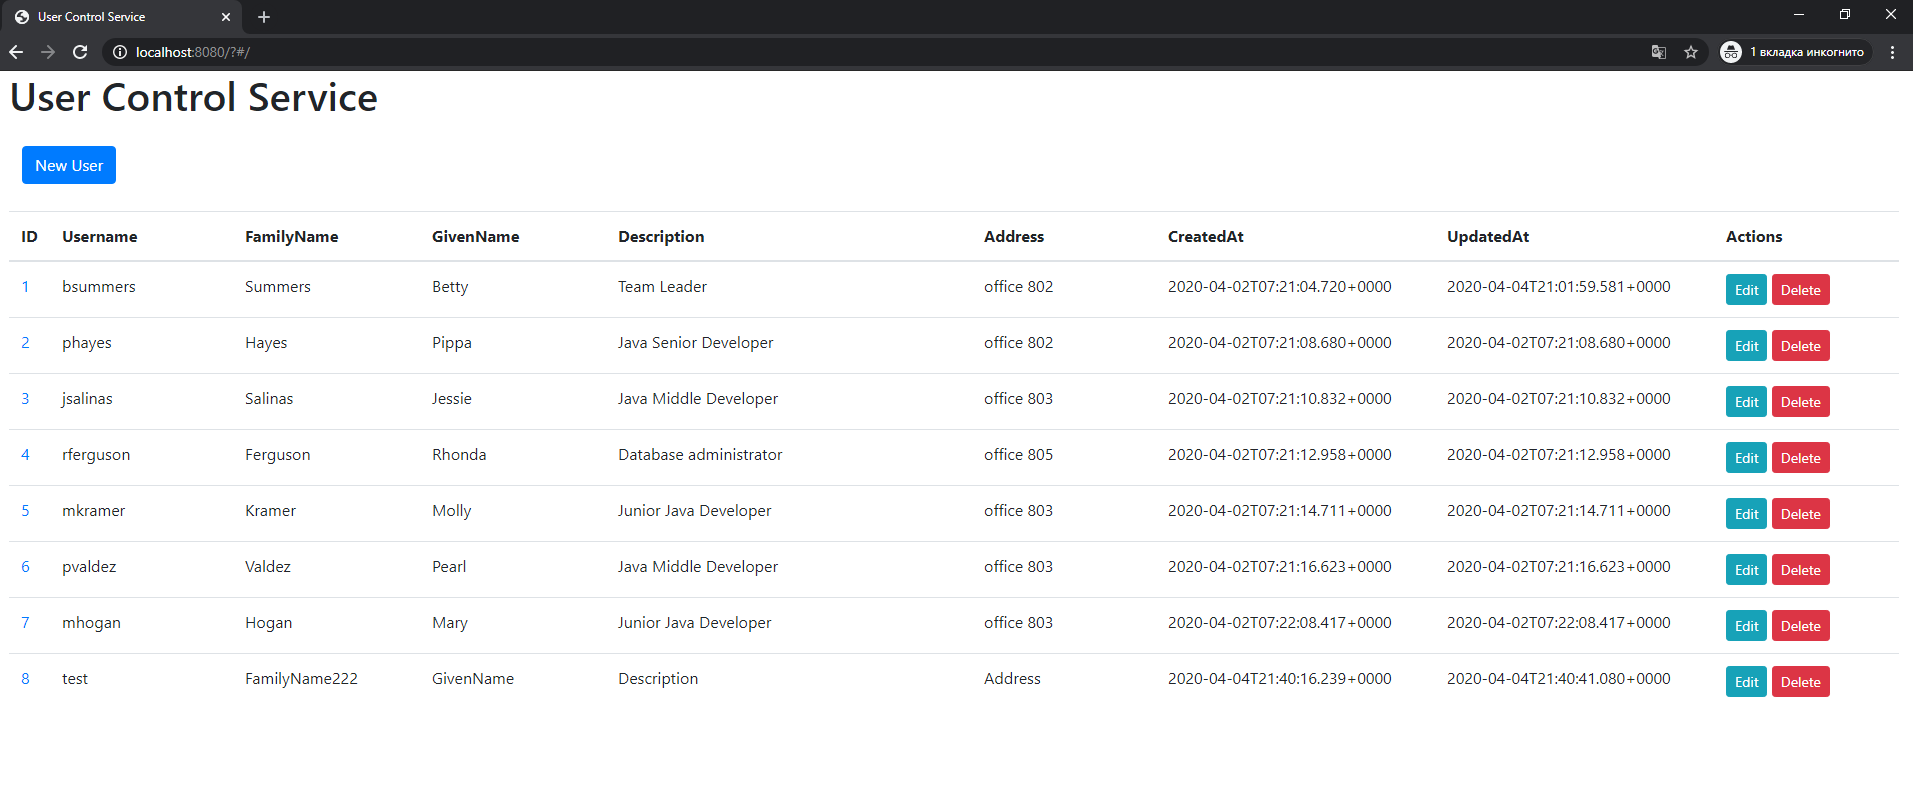 User Control Service
localhost:8080/?#/
1 вкладка инкогнито
User Control Service
New User
ID Username FamilyName GivenName Description Address CreatedAt UpdatedAt Actions
1 bsummers Summers Betty Team Leader office 802 2020-04-02T07:21:04.720+0000 2020-04-04T21:01:59.581+0000 Edit Delete
2 phayes Hayes Pippa Java Senior Developer office 802 2020-04-02T07:21:08.680+0000 2020-04-02T07:21:08.680+0000 Edit Delete
3 jsalinas Salinas Jessie Java Middle Developer office 803 2020-04-02T07:21:10.832+0000 2020-04-02T07:21:10.832+0000 Edit Delete
4 rferguson Ferguson Rhonda Database administrator office 805 2020-04-02T07:21:12.958+0000 2020-04-02T07:21:12.958+0000 Edit Delete
5 mkramer Kramer Molly Junior Java Developer office 803 2020-04-02T07:21:14.711+0000 2020-04-02T07:21:14.711+0000 Edit Delete
6 pvaldez Valdez Pearl Java Middle Developer office 803 2020-04-02T07:21:16.623+0000 2020-04-02T07:21:16.623+0000 Edit Delete
7 mhogan Hogan Mary Junior Java Developer office 803 2020-04-02T07:22:08.417+0000 2020-04-02T07:22:08.417+0000 Edit Delete
8 test FamilyName222 GivenName Description Address 2020-04-04T21:40:16.239+0000 2020-04-04T21:40:41.080+0000 Edit Delete